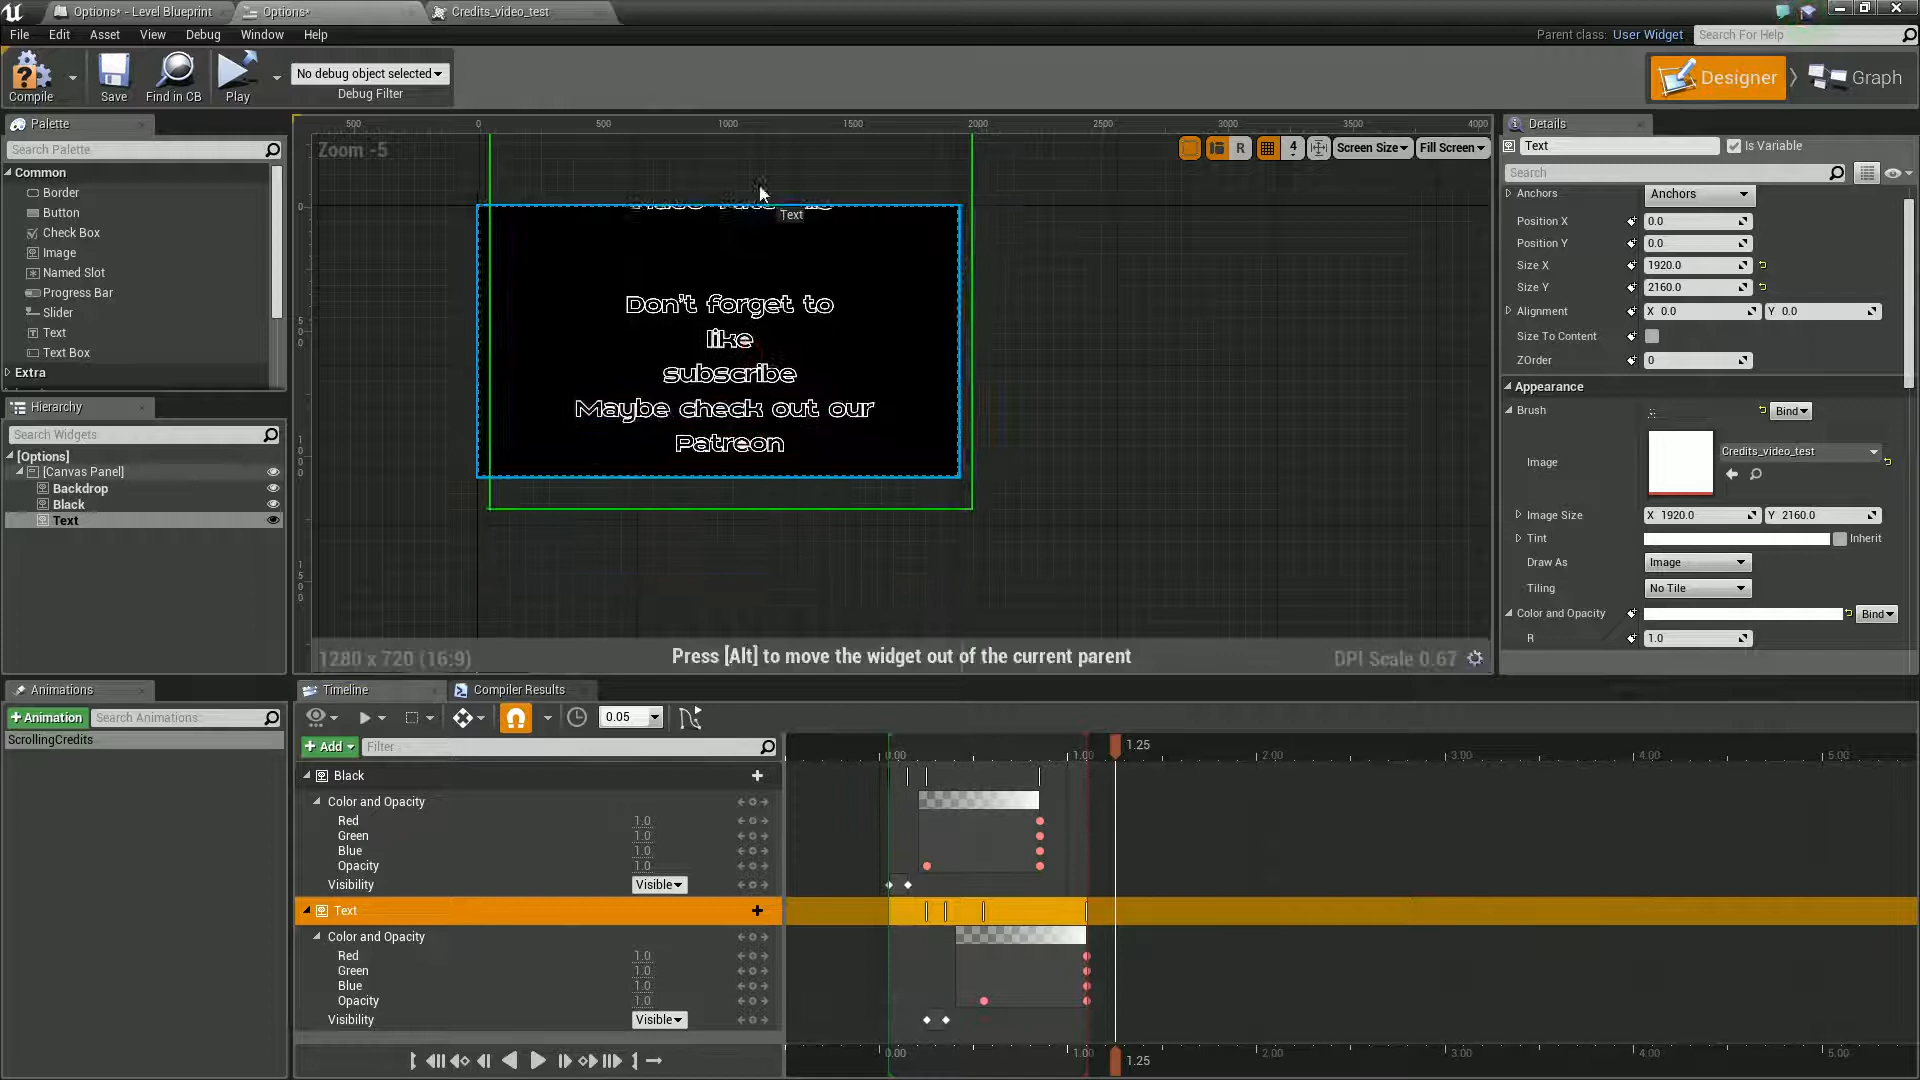 Options* - Level Blueprint
Options*
Credits_video_test
File Edit Asset View Debug Window Help
Parent class: User Widget
Search For Help
Compile
Save
Find in CB
Play
No debug object selected
Debug Filter
Designer
Graph
Palette
Search Palette
Common
Border
Button
Check Box
Image
Named Slot
Progress Bar
Slider
Text
Text Box
Extra
Hierarchy
Search Widgets
[Options]
[Canvas Panel]
Backdrop
Black
Text
500 0 500 1000 1500 2000 2500 3000 3500 4000
Zoom -5
R
4
Screen Size
Fill Screen
0
500
1000
1500
Text
Don't forget to
like
subscribe
Maybe check out our
Patreon
1280 x 720 (16:9)
Press [Alt] to move the widget out of the current parent
DPI Scale 0.67
Details
Text
Is Variable
Search
Anchors Anchors
Position X 0.0
Position Y 0.0
Size X 1920.0
Size Y 2160.0
Alignment X 0.0 Y 0.0
Size To Content
ZOrder 0
Appearance
Brush Bind
Image Credits_video_test
Image Size X 1920.0 Y 2160.0
Tint Inherit
Draw As Image
Tiling No Tile
Color and Opacity Bind
R 1.0
Animations
+ Animation
Search Animations
ScrollingCredits
Timeline
Compiler Results
0.05
+ Add
Filter
0.00 1.00 1.25 2.00 3.00 4.00 5.00
Black
Color and Opacity
Red 1.0
Green 1.0
Blue 1.0
Opacity 1.0
Visibility Visible
Text
Color and Opacity
Red 1.0
Green 1.0
Blue 1.0
Opacity 1.0
Visibility Visible
0.00 1.00 1.25 2.00 3.00 4.00 5.00